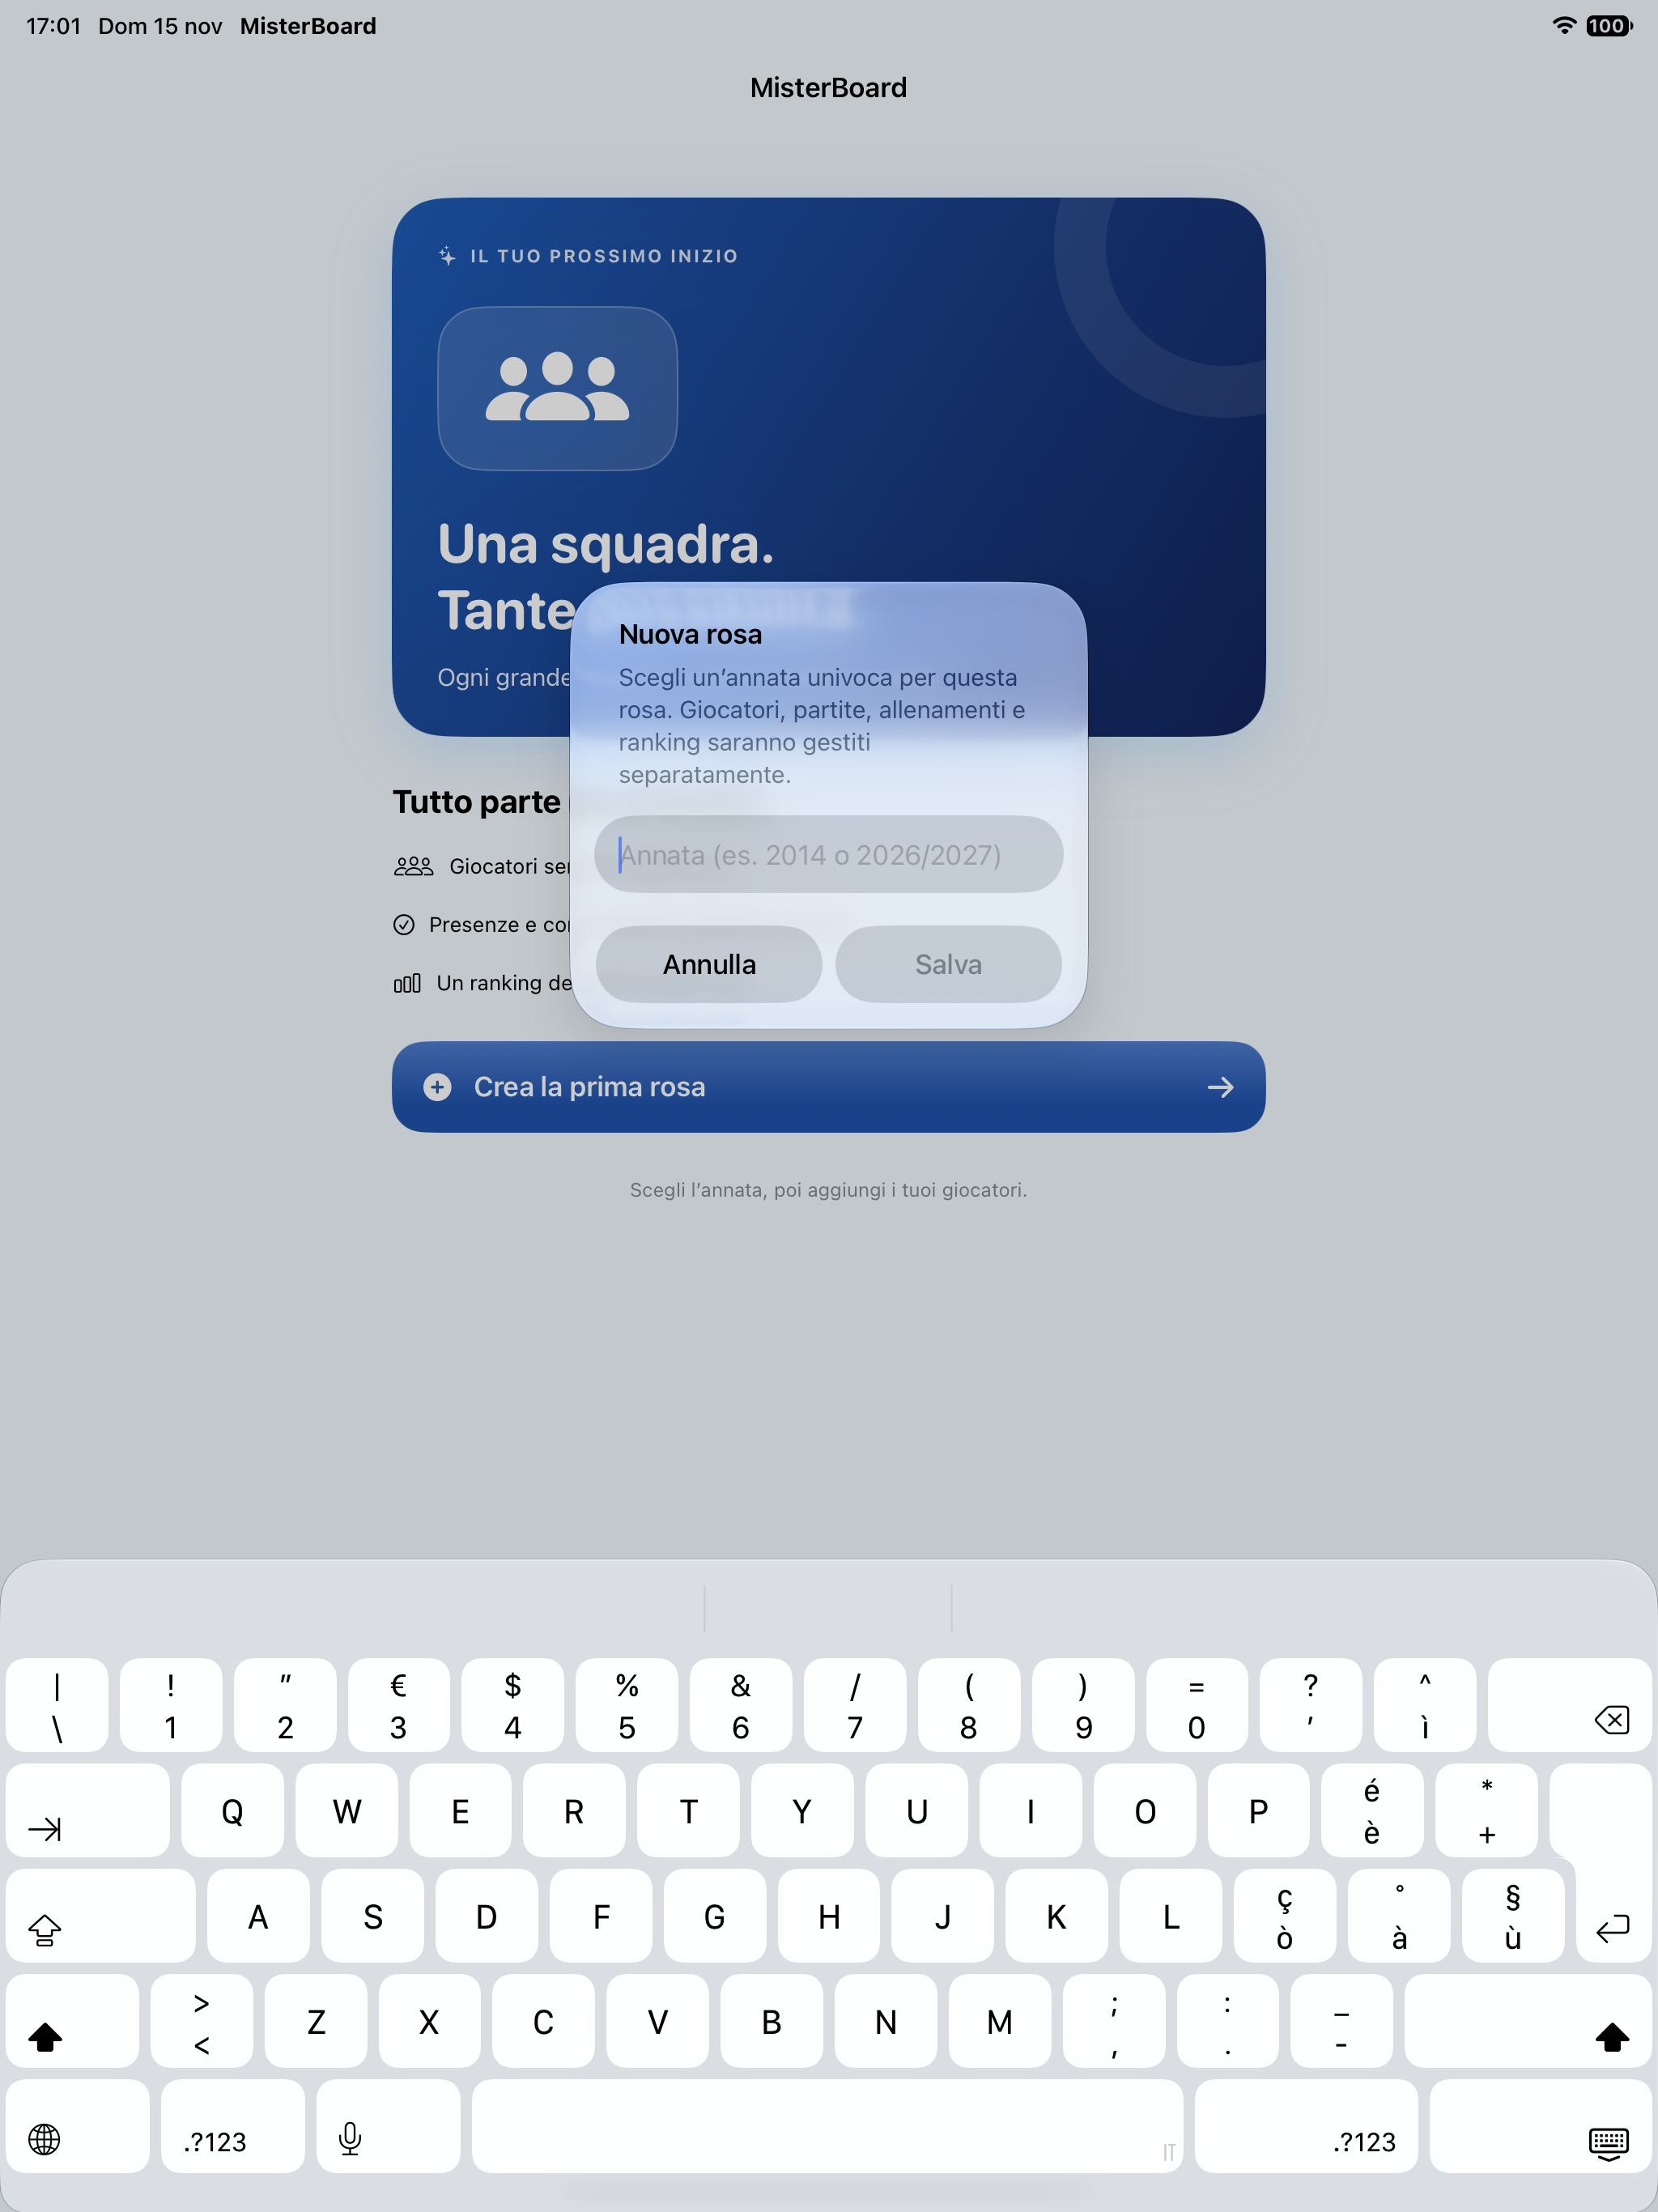 17:01 Dom 15 nov MisterBoard
100
MisterBoard
IL TUO PROSSIMO INIZIO
Una squadra.
Tante
Ogni grande
Nuova rosa
Scegli un’annata univoca per questa
rosa. Giocatori, partite, allenamenti e
ranking saranno gestiti
separatamente.
Annata (es. 2014 o 2026/2027)
Annulla
Salva
Tutto parte
Giocatori
Presenze e
Un ranking
Crea la prima rosa
Scegli l’annata, poi aggiungi i tuoi giocatori.
| ! " € $ % & / ( ) = ? ^
\ 1 2 3 4 5 6 7 8 9 0 ' ì
Q W E R T Y U I O P é *
è +
A S D F G H J K L ç ° §
ò à ù
> Z X C V B N M ; : _
< , . -
.?123
IT
.?123